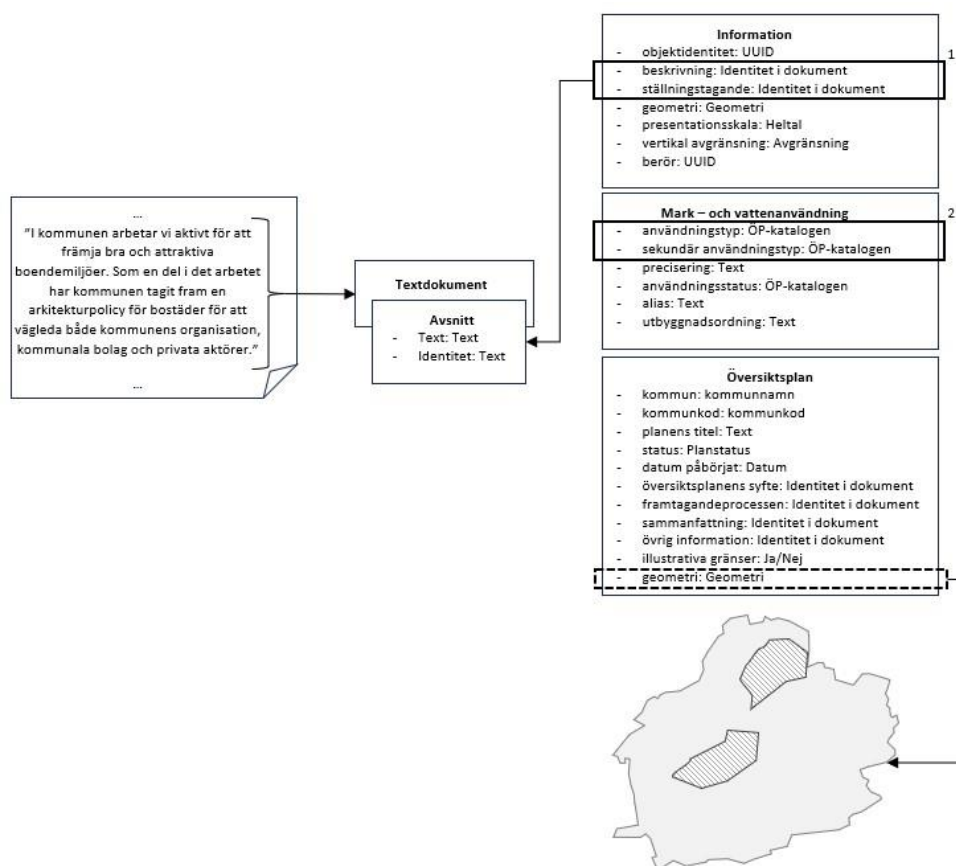 Information
- objektidentitet: UUID
1
- beskrivning: Identitet i dokument
- ställningstagande: Identitet i dokument
- geometri: Geometri
- presentationsskala: Heltal
- vertikal avgränsning: Avgränsning
- berör: UUID
Mark – och vattenanvändning
2
- användningstyp: ÖP-katalogen
- sekundär användningstyp: ÖP-katalogen
- precisering: Text
- användningsstatus: ÖP-katalogen
- alias: Text
- utbyggnadsordning: Text
...
"I kommunen arbetar vi aktivt för att
främja bra och attraktiva
boendemiljöer. Som en del i det arbetet
har kommunen tagit fram en
arkitekturpolicy för bostäder för att
vägleda både kommunens organisation,
kommunala bolag och privata aktörer."
...
Textdokument
Avsnitt
- Text: Text
- Identitet: Text
Översiktsplan
- kommun: kommunnamn
- kommunkod: kommunkod
- planens titel: Text
- status: Planstatus
- datum påbörjat: Datum
- översiktsplanens syfte: Identitet i dokument
- framtagandeprocessen: Identitet i dokument
- sammanfattning: Identitet i dokument
- övrig information: Identitet i dokument
- illustrativa gränser: Ja/Nej
- geometri: Geometri